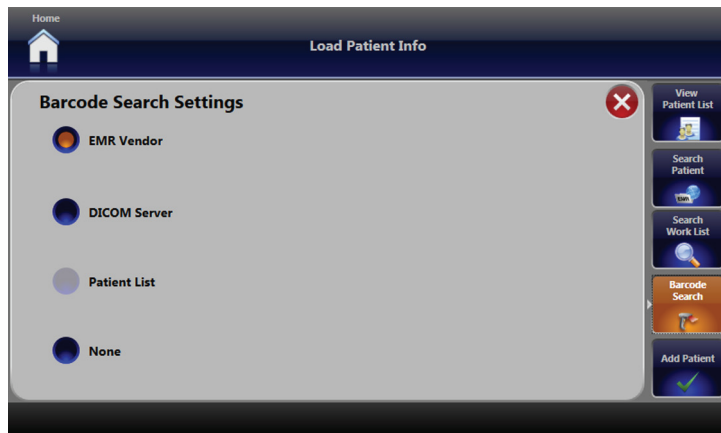 Home
Load Patient Info
Barcode Search Settings
EMR Vendor
DICOM Server
Patient List
None
View
Patient List
Search
Patient
EMR
Search
Work List
Barcode
Search
Add Patient